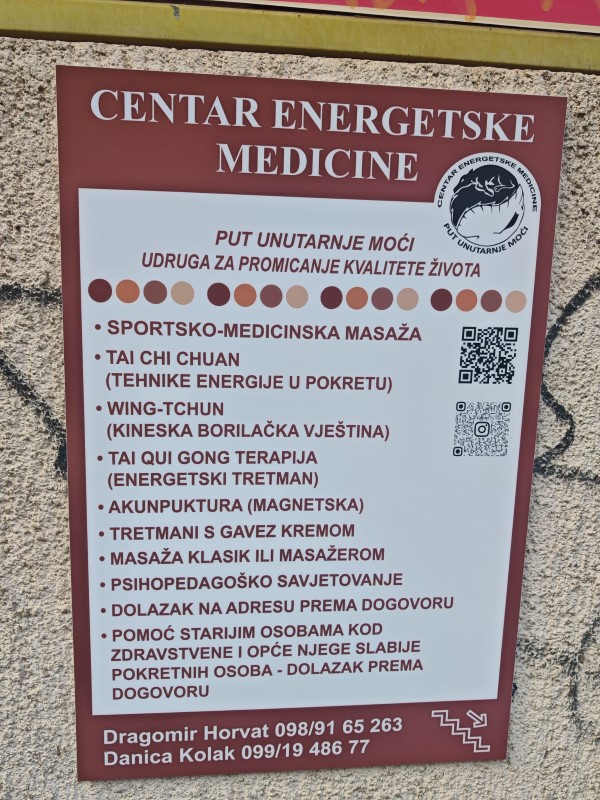 CENTAR ENERGETSKE
MEDICINE
CENTAR ENERGETSKE MEDICINE
PUT UNUTARNJE MOĆI
PUT UNUTARNJE MOĆI
UDRUGA ZA PROMICANJE KVALITETE ŽIVOTA
• SPORTSKO-MEDICINSKA MASAŽA
• TAI CHI CHUAN
(TEHNIKE ENERGIJE U POKRETU)
• WING-TCHUN
(KINESKA BORILAČKA VJEŠTINA)
• TAI QUI GONG TERAPIJA
(ENERGETSKI TRETMAN)
• AKUNPUKTURA (MAGNETSKA)
• TRETMANI S GAVEZ KREMOM
• MASAŽA KLASIK ILI MASAŽEROM
• PSIHOPEDAGOŠKO SAVJETOVANJE
• DOLAZAK NA ADRESU PREMA DOGOVORU
• POMOĆ STARIJIM OSOBAMA KOD
ZDRAVSTVENE I OPĆE NJEGE SLABIJE
POKRETNIH OSOBA - DOLAZAK PREMA
DOGOVORU
Dragomir Horvat 098/91 65 263
Danica Kolak 099/19 486 77